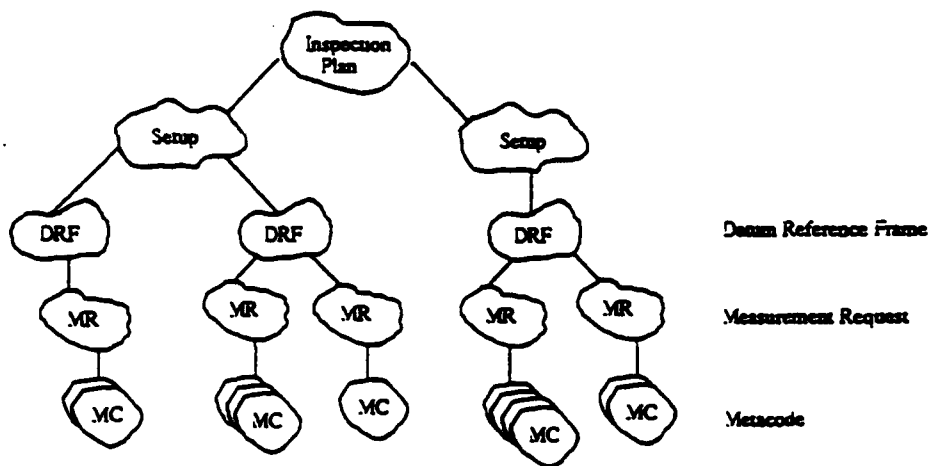 Inspection
Plan
Setup
Setup
DRF
DRF
DRF
Datum Reference Frame
MR
MR
MR
MR
MR
Measurement Request
MC
MC
MC
MC
MC
Metacode